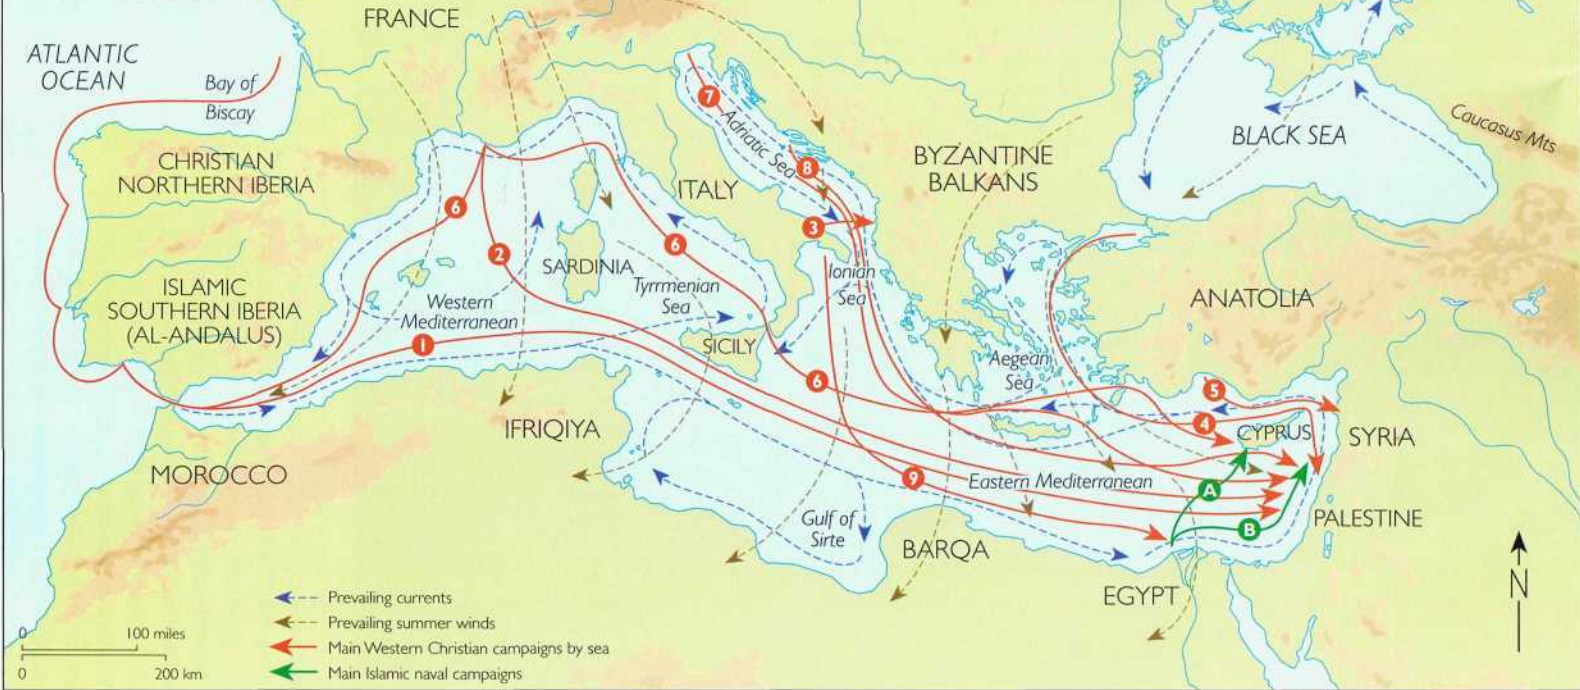 FRANCE
ATLANTIC
OCEAN
Bay of
Biscay
CHRISTIAN
NORTHERN IBERIA
ISLAMIC
SOUTHERN IBERIA
(AL-ANDALUS)
MOROCCO
6
2
1
Western
Mediterranean
SARDINIA
Tyrrmenian
Sea
6
ITALY
SICILY
IFRIQIYA
7
Adriatic Sea
8
3
Ionian
Sea
6
9
BYZANTINE
BALKANS
BLACK SEA
Caucasus Mts
ANATOLIA
Aegean
Sea
5
4
CYPRUS
SYRIA
Eastern Mediterranean
A
B
PALESTINE
Gulf of
Sirte
BARQA
EGYPT
N
Prevailing currents
Prevailing summer winds
Main Western Christian campaigns by sea
Main Islamic naval campaigns
0 100 miles
0 200 km